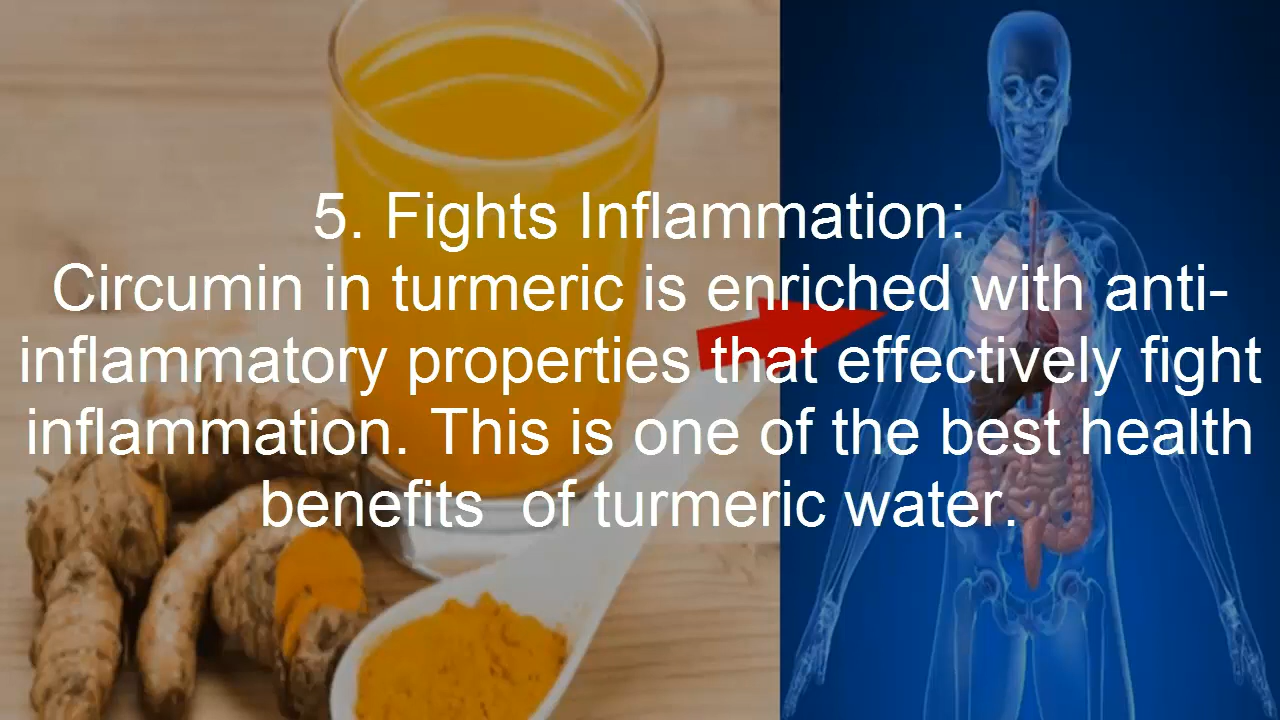 5. Fights Inflammation:
Circumin in turmeric is enriched with anti-
inflammatory properties that effectively fight
inflammation. This is one of the best health
benefits  of turmeric water.